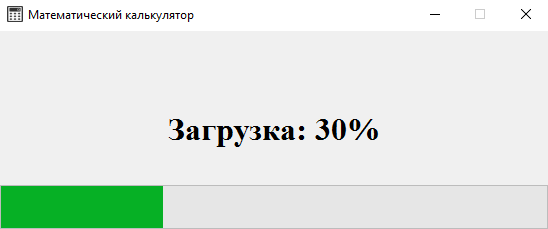 Математический калькулятор
Загрузка: 30%